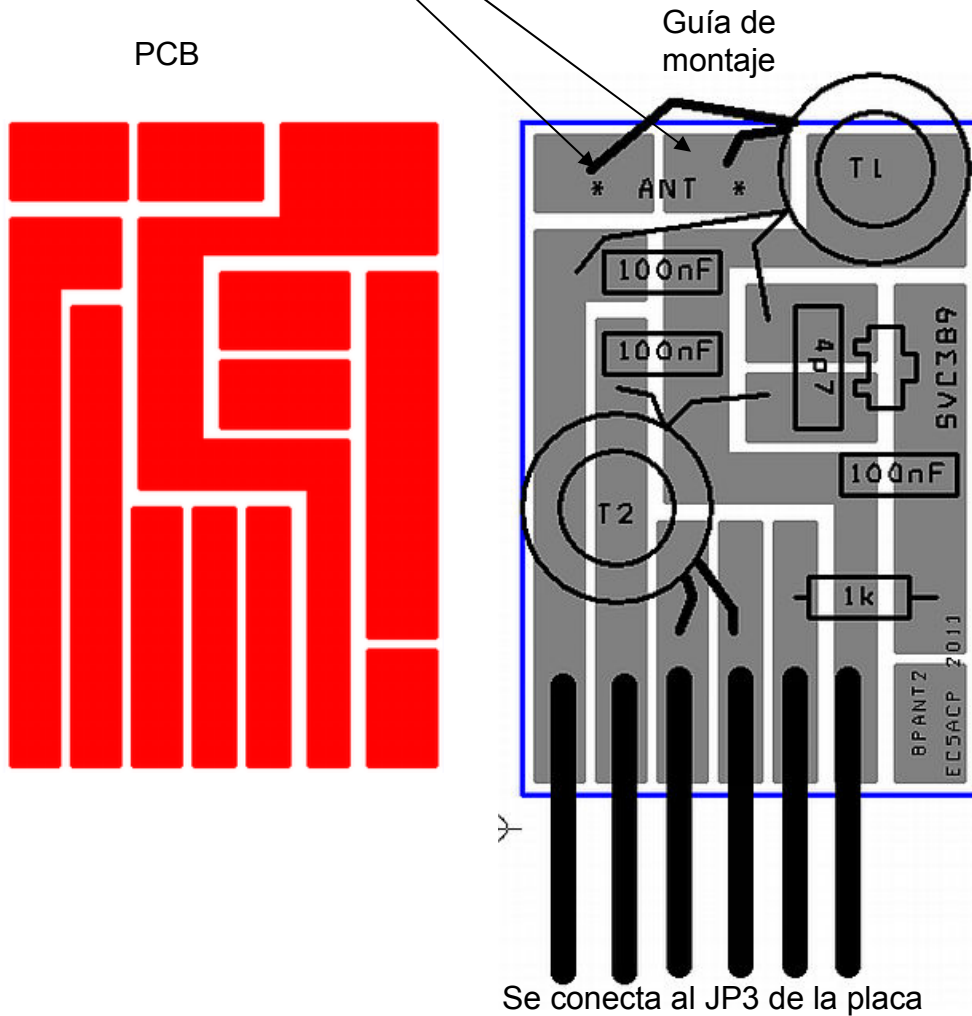 PCB
Guía de
montaje
T1
* ANT *
100nF
100nF
4p7
SVC389
100nF
T2
1k
BPANT2
EC5ACP 2011
Se conecta al JP3 de la placa